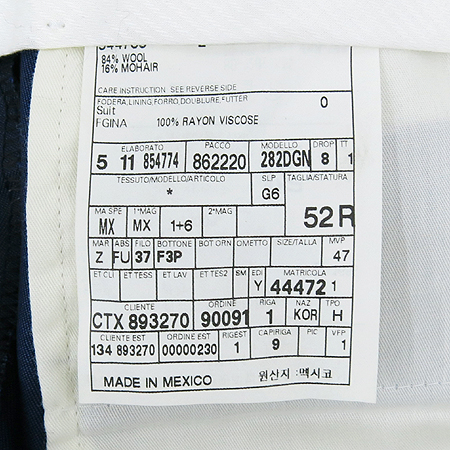 84% WOOL
16% MOHAIR
CARE INSTRUCTION SEE REVERSE SIDE
FODERA,LINING,FORRO,DOUBLURE,FUTTER
Suit 0
FGINA 100% RAYON VISCOSE
ELABORATO PACCO MODELLO DROP TT
5 11 854774 862220 282DGN 8 1
TESSUTO/MODELLO/ARTICOLO SLP TAGLIA/STATURA
* G6
52R
MA SPE 1*MAG 2*MAG
MX MX 1+6
MAR ABS FILO BOTTONE BOT ORN OMETTO SIZE/TALLA MVP
Z FU 37 F3P 47
ET CLI ET TESS ET LAV ET TES2 SM EDI MATRICOLA
Y 44472 1
CLIENTE ORDINE RIGA NAZ TPO
CTX 893270 90091 1 KOR H
CLIENTE EST ORDINE EST RIGEST CAPIGRA PIC VFP
134 893270 00000230 1 9 1
MADE IN MEXICO 원산지 : 멕시코